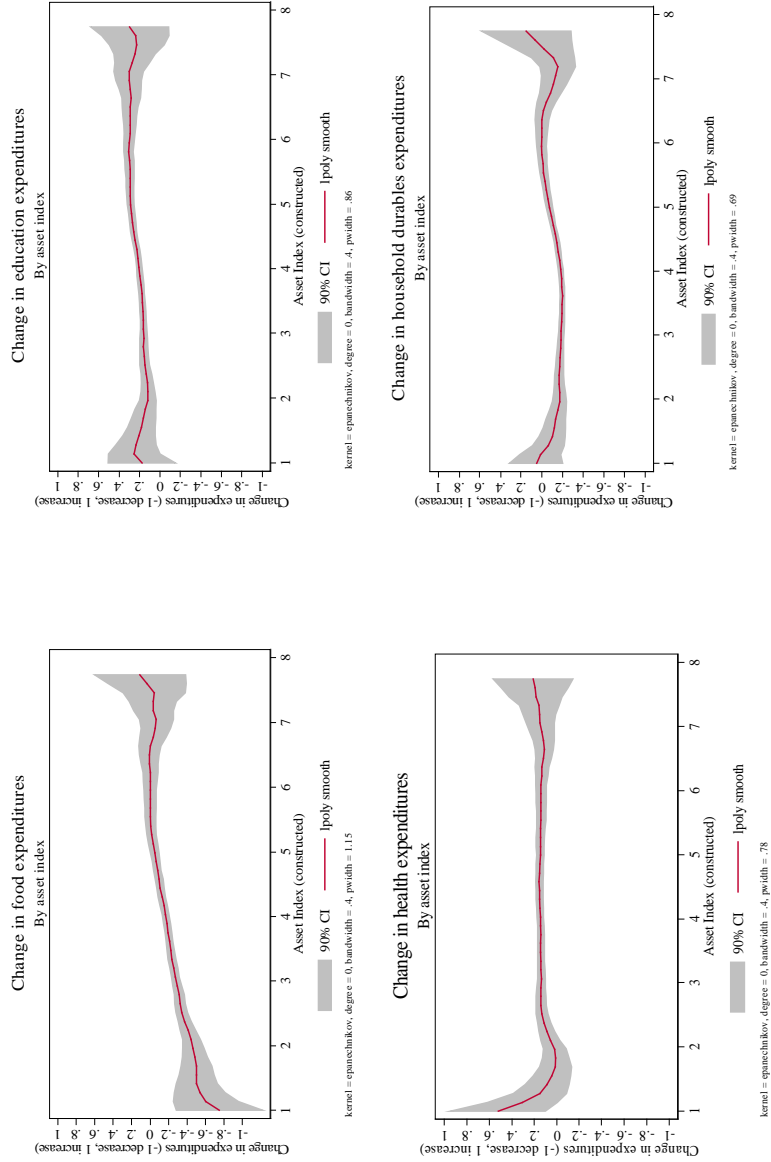 Change in food expenditures
By asset index
Change in expenditures (-1 decrease, 1 increase)
1
.8
.6
.4
.2
0
-.2
-.4
-.6
-.8
-1
1 2 3 4 5 6 7 8
Asset Index (constructed)
90% CI lpoly smooth
kernel = epanechnikov, degree = 0, bandwidth = .4, pwidth = 1.15
Change in education expenditures
By asset index
Change in expenditures (-1 decrease, 1 increase)
1
.8
.6
.4
.2
0
-.2
-.4
-.6
-.8
-1
1 2 3 4 5 6 7 8
Asset Index (constructed)
90% CI lpoly smooth
kernel = epanechnikov, degree = 0, bandwidth = .4, pwidth = .86
Change in health expenditures
By asset index
Change in expenditures (-1 decrease, 1 increase)
1
.8
.6
.4
.2
0
-.2
-.4
-.6
-.8
-1
1 2 3 4 5 6 7 8
Asset Index (constructed)
90% CI lpoly smooth
kernel = epanechnikov, degree = 0, bandwidth = .4, pwidth = .78
Change in household durables expenditures
By asset index
Change in expenditures (-1 decrease, 1 increase)
1
.8
.6
.4
.2
0
-.2
-.4
-.6
-.8
-1
1 2 3 4 5 6 7 8
Asset Index (constructed)
90% CI lpoly smooth
kernel = epanechnikov, degree = 0, bandwidth = .4, pwidth = .69